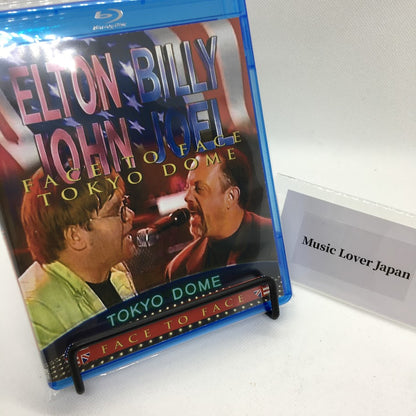 Blu-ray Disc
ELTON BILLY
JOHN JOEL
FACE TO FACE
TOKYO DOME
TOKYO DOME
FACE TO FACE
Music Lover Japan